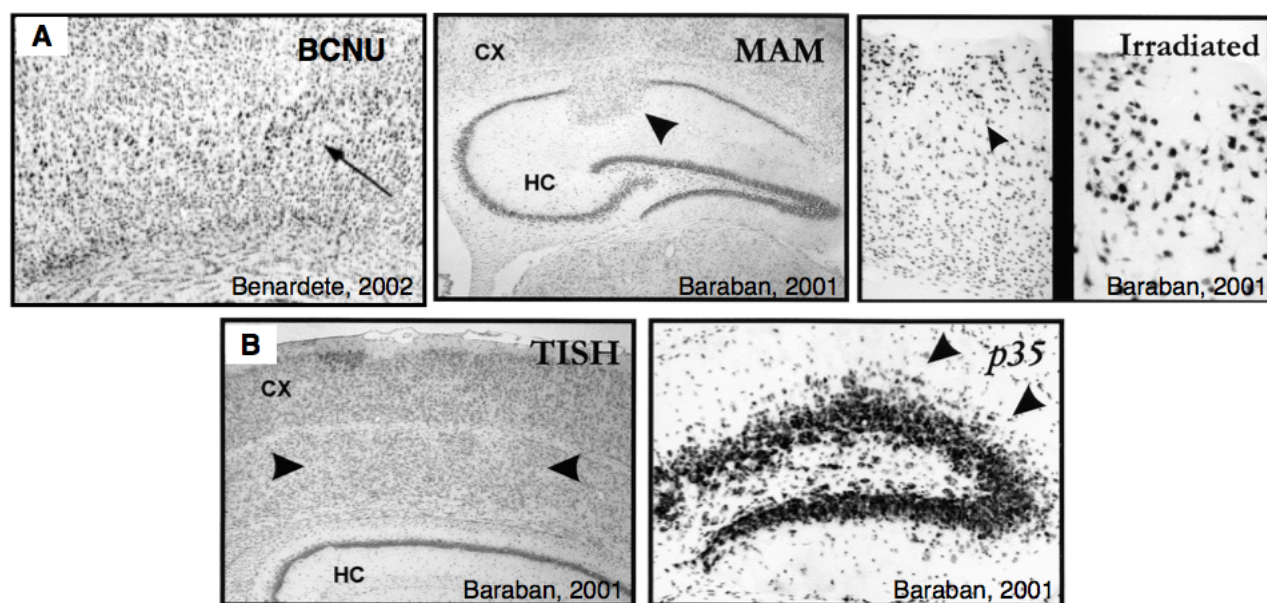 A
BCNU
Benardete, 2002
CX
MAM
HC
Baraban, 2001
Irradiated
Baraban, 2001
B
TISH
CX
HC
Baraban, 2001
p35
Baraban, 2001